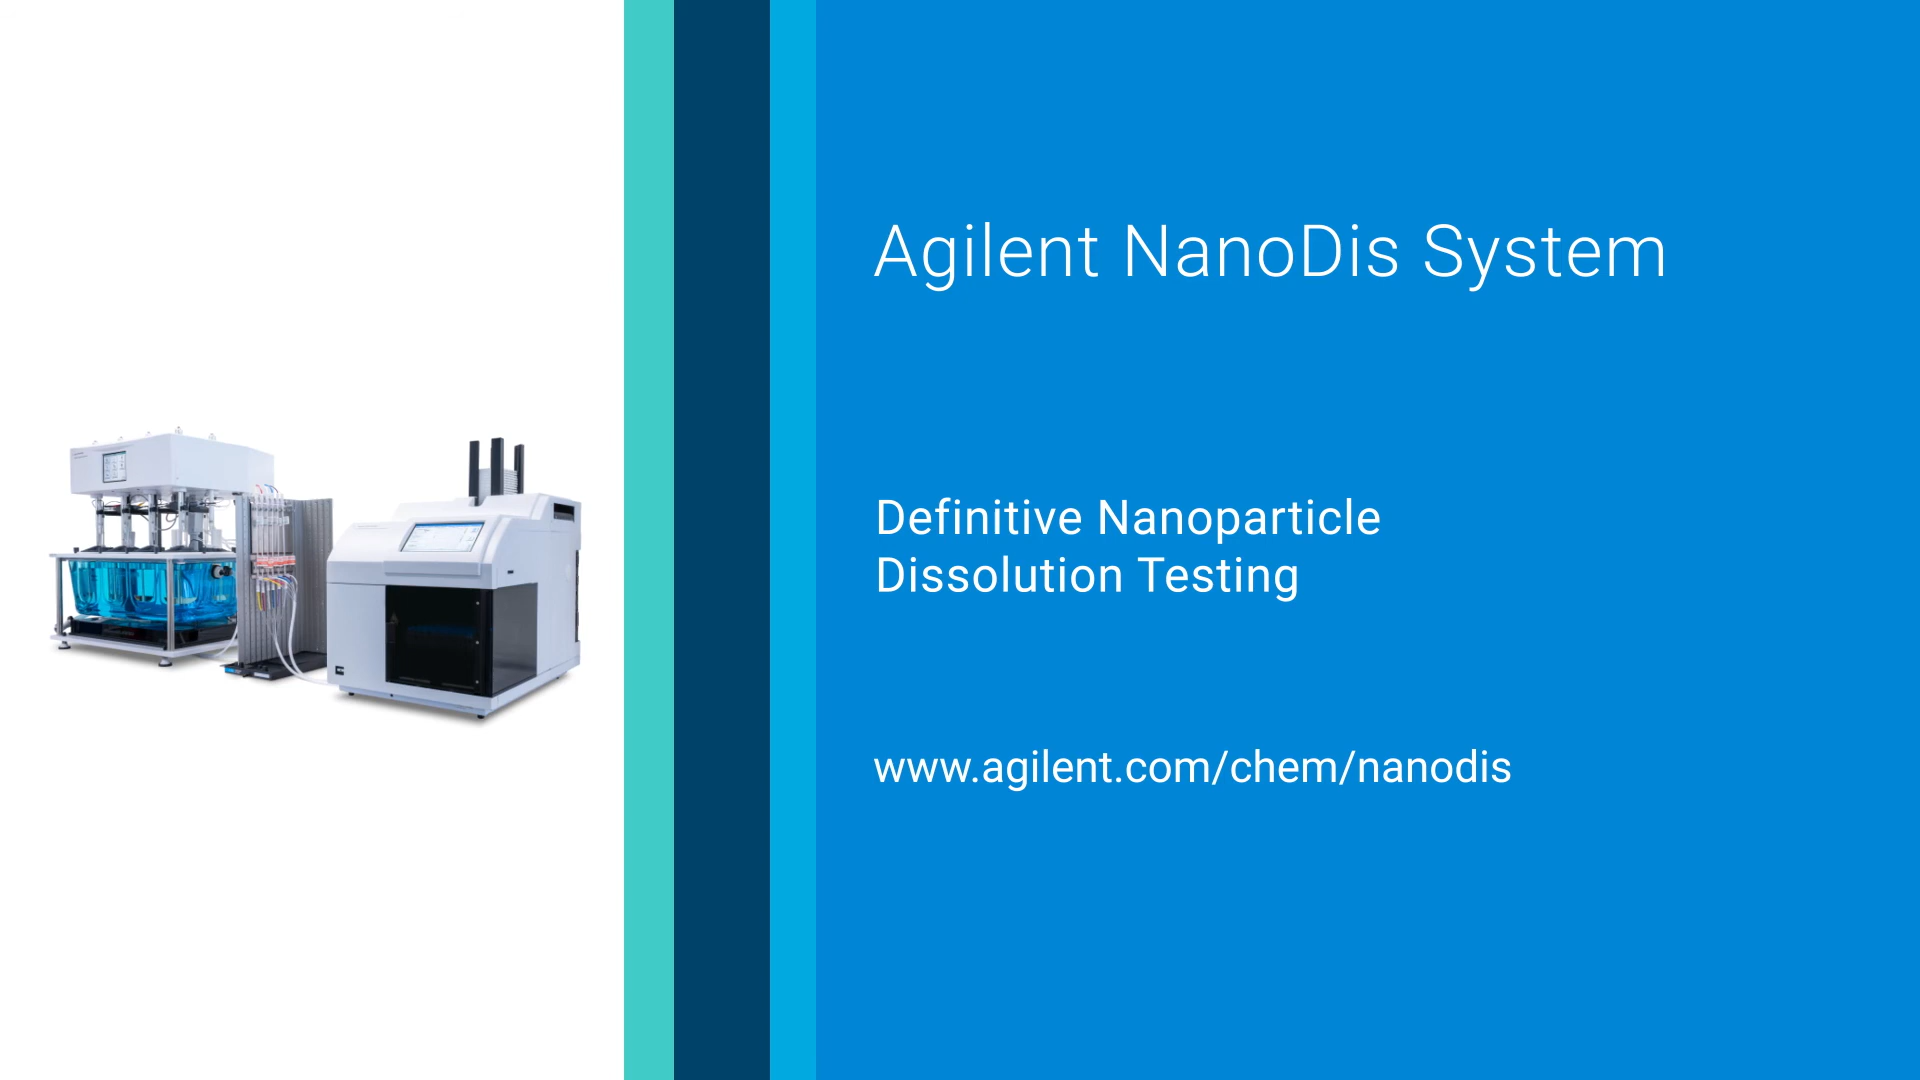 Agilent NanoDis System
Definitive Nanoparticle
Dissolution Testing
www.agilent.com/chem/nanodis